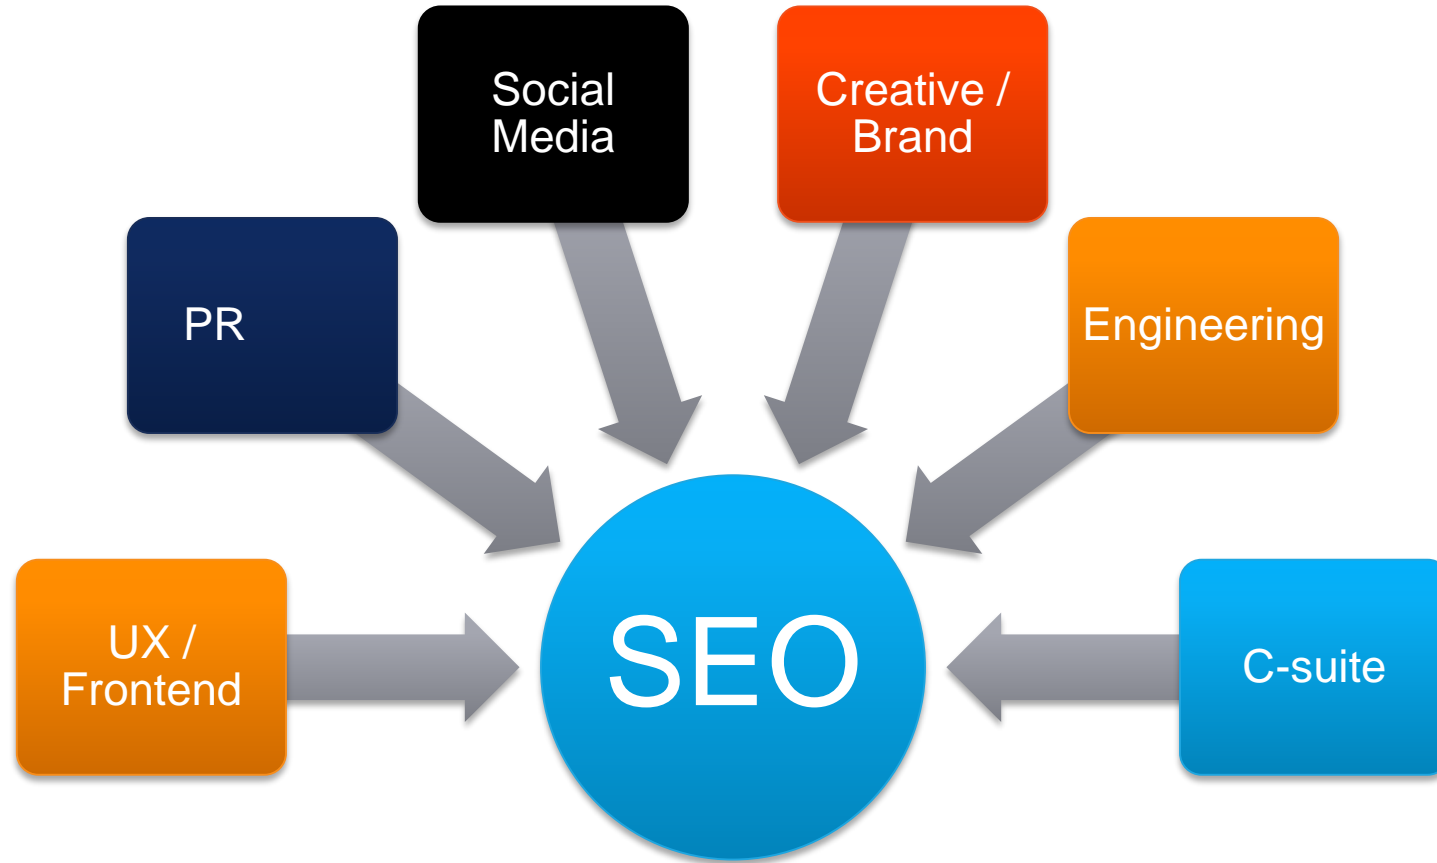 Social
Media
Creative /
Brand
PR
Engineering
UX /
Frontend
SEO
C-suite